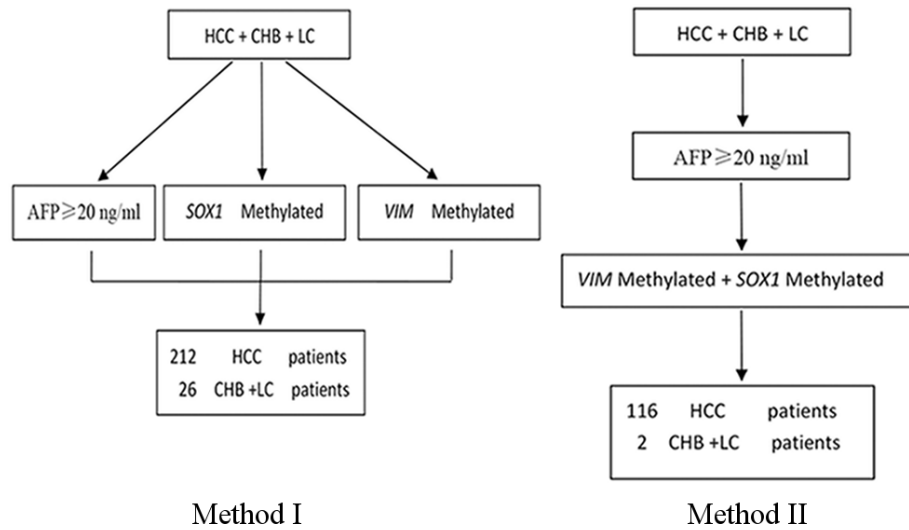 HCC + CHB + LC
AFP≧20 ng/ml
SOX1 Methylated
VIM Methylated
212 HCC patients
26 CHB +LC patients
Method I
HCC + CHB + LC
AFP≧20 ng/ml
VIM Methylated + SOX1 Methylated
116 HCC patients
2 CHB +LC patients
Method II